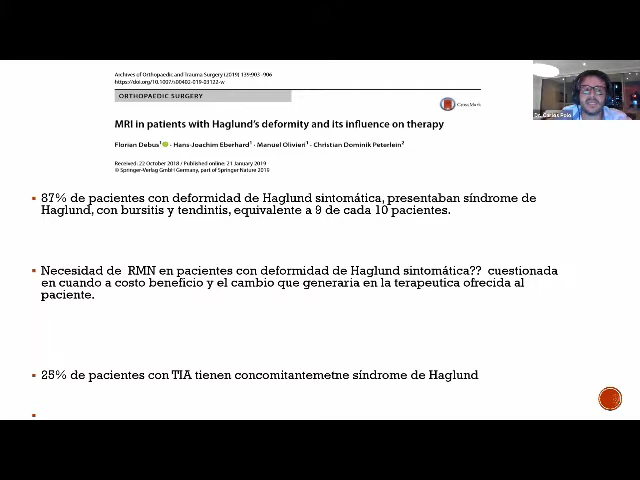 Archives of Orthopaedic and Trauma Surgery (2019) 139:903–906
https://doi.org/10.1007/s00402-019-03122-w
ORTHOPAEDIC SURGERY
CrossMark
MRI in patients with Haglund's deformity and its influence on therapy
Florian Debus¹ · Hans-Joachim Eberhard¹ · Manuel Olivieri¹ · Christian Dominik Peterlein²
Received: 22 October 2018 / Published online: 21 January 2019
© Springer-Verlag GmbH Germany, part of Springer Nature 2019
Dr. Carlos Polo
▪ 87% de pacientes con deformidad de Haglund sintomática, presentaban síndrome de
Haglund, con bursitis y tendintis, equivalente a 9 de cada 10 pacientes.
▪ Necesidad de RMN en pacientes con deformidad de Haglund sintomática?? cuestionada
en cuando a costo beneficio y el cambio que generaria en la terapeutica ofrecida al
paciente.
▪ 25% de pacientes con TIA tienen concomitantemetne síndrome de Haglund